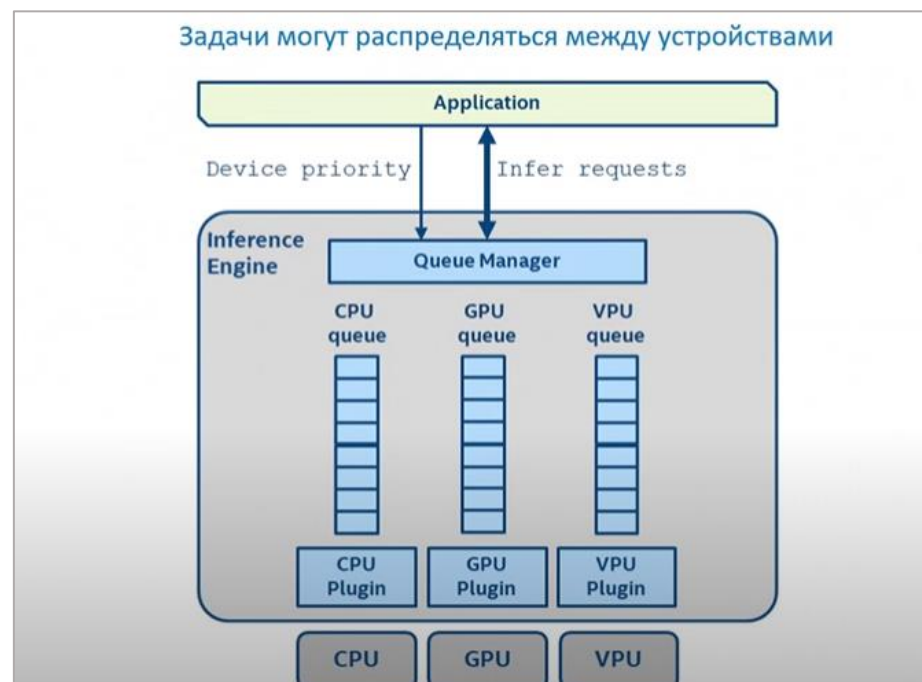 Задачи могут распределяться между устройствами
Application
Device priority
Infer requests
Inference
Engine
Queue Manager
CPU
queue
GPU
queue
VPU
queue
CPU
Plugin
GPU
Plugin
VPU
Plugin
CPU
GPU
VPU